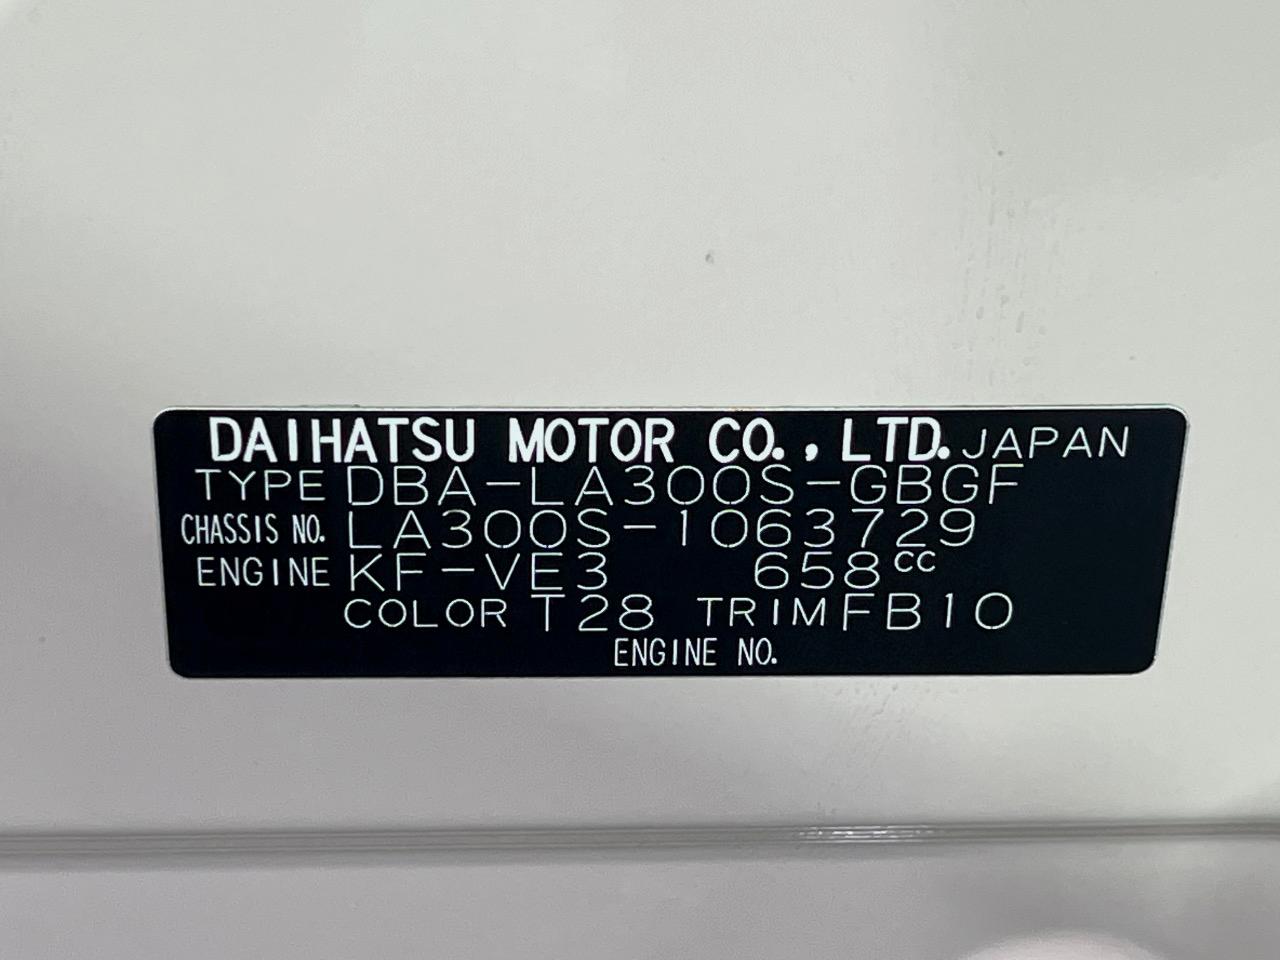 DAIHATSU MOTOR CO., LTD. JAPAN
TYPE DBA-LA300S-GBGF
CHASSIS NO. LA300S-1063729
ENGINE KF-VE3 658cc
COLOR T28 TRIM FB10
ENGINE NO.